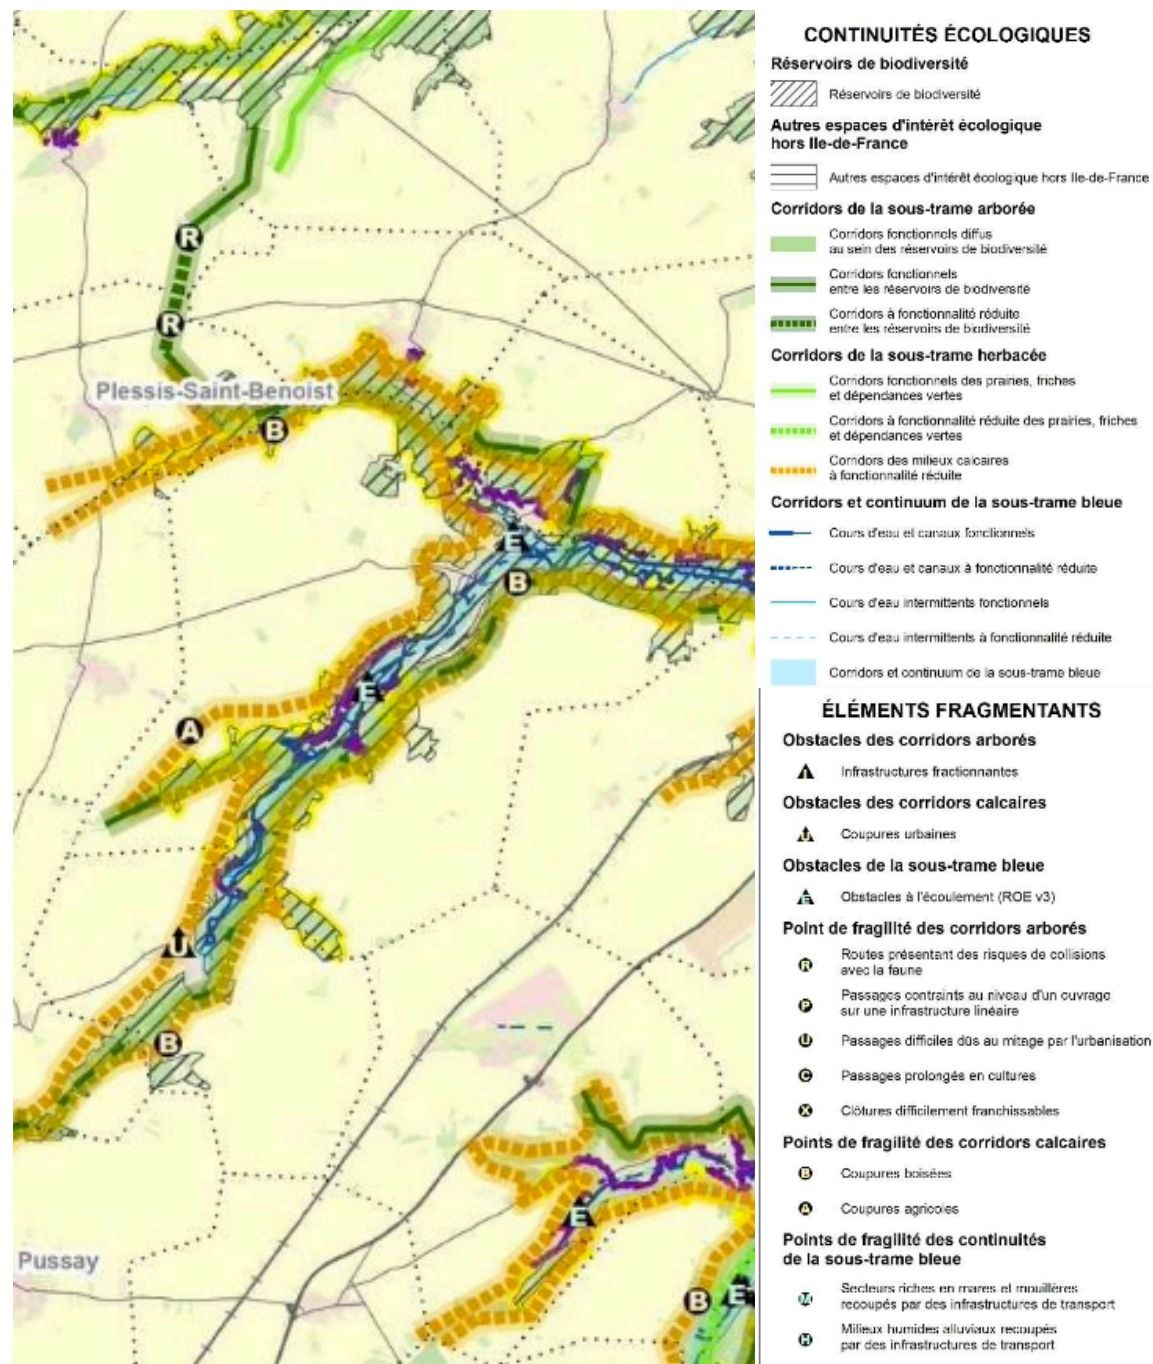 R
R
Plessis-Saint-Benoist
B
E
B
E
A
U
B
E
Pussay
B
E
CONTINUITÉS ÉCOLOGIQUES
Réservoirs de biodiversité
Réservoirs de biodiversité
Autres espaces d'intérêt écologique
hors Ile-de-France
Autres espaces d'intérêt écologique hors Ile-de-France
Corridors de la sous-trame arborée
Corridors fonctionnels diffus
au sein des réservoirs de biodiversité
Corridors fonctionnels
entre les réservoirs de biodiversité
Corridors à fonctionnalité réduite
entre les réservoirs de biodiversité
Corridors de la sous-trame herbacée
Corridors fonctionnels des prairies, friches
et dépendances vertes
Corridors à fonctionnalité réduite des prairies, friches
et dépendances vertes
Corridors des milieux calcaires
à fonctionnalité réduite
Corridors et continuum de la sous-trame bleue
Cours d'eau et canaux fonctionnels
Cours d'eau et canaux à fonctionnalité réduite
Cours d'eau intermittents fonctionnels
Cours d'eau intermittents à fonctionnalité réduite
Corridors et continuum de la sous-trame bleue
ÉLÉMENTS FRAGMENTANTS
Obstacles des corridors arborés
I Infrastructures fractionnantes
Obstacles des corridors calcaires
U Coupures urbaines
Obstacles de la sous-trame bleue
E Obstacles à l'écoulement (ROE v3)
Point de fragilité des corridors arborés
R Routes présentant des risques de collisions
avec la faune
P Passages contraints au niveau d'un ouvrage
sur une infrastructure linéaire
U Passages difficiles dûs au mitage par l'urbanisation
C Passages prolongés en cultures
X Clôtures difficilement franchissables
Points de fragilité des corridors calcaires
B Coupures boisées
A Coupures agricoles
Points de fragilité des continuités
de la sous-trame bleue
M Secteurs riches en mares et mouillères
recoupés par des infrastructures de transport
H Milieux humides alluviaux recoupés
par des infrastructures de transport